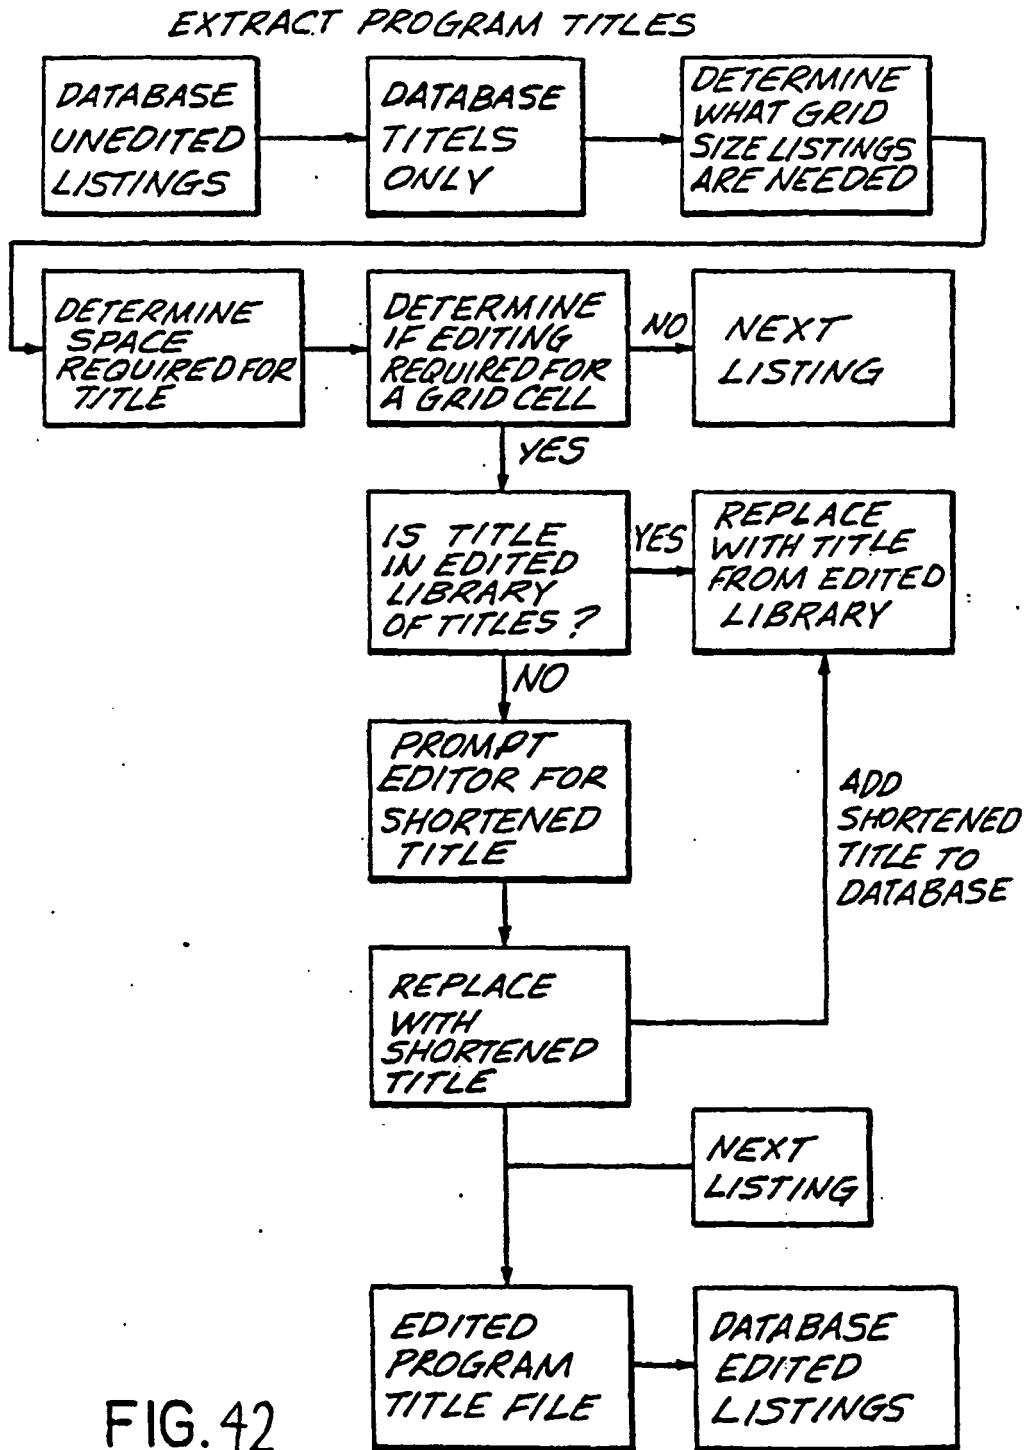 EXTRACT PROGRAM TITLES
DATABASE
UNEDITED
LISTINGS
DATABASE
TITELS
ONLY
DETERMINE
WHAT GRID
SIZE LISTINGS
ARE NEEDED
DETERMINE
SPACE
REQUIRED FOR
TITLE
DETERMINE
IF EDITING
REQUIRED FOR
A GRID CELL
NO
NEXT
LISTING
YES
IS TITLE
IN EDITED
LIBRARY
OF TITLES?
YES
REPLACE
WITH TITLE
FROM EDITED
LIBRARY
NO
PROMPT
EDITOR FOR
SHORTENED
TITLE
ADD
SHORTENED
TITLE TO
DATABASE
REPLACE
WITH
SHORTENED
TITLE
NEXT
LISTING
EDITED
PROGRAM
TITLE FILE
DATABASE
EDITED
LISTINGS
FIG. 42